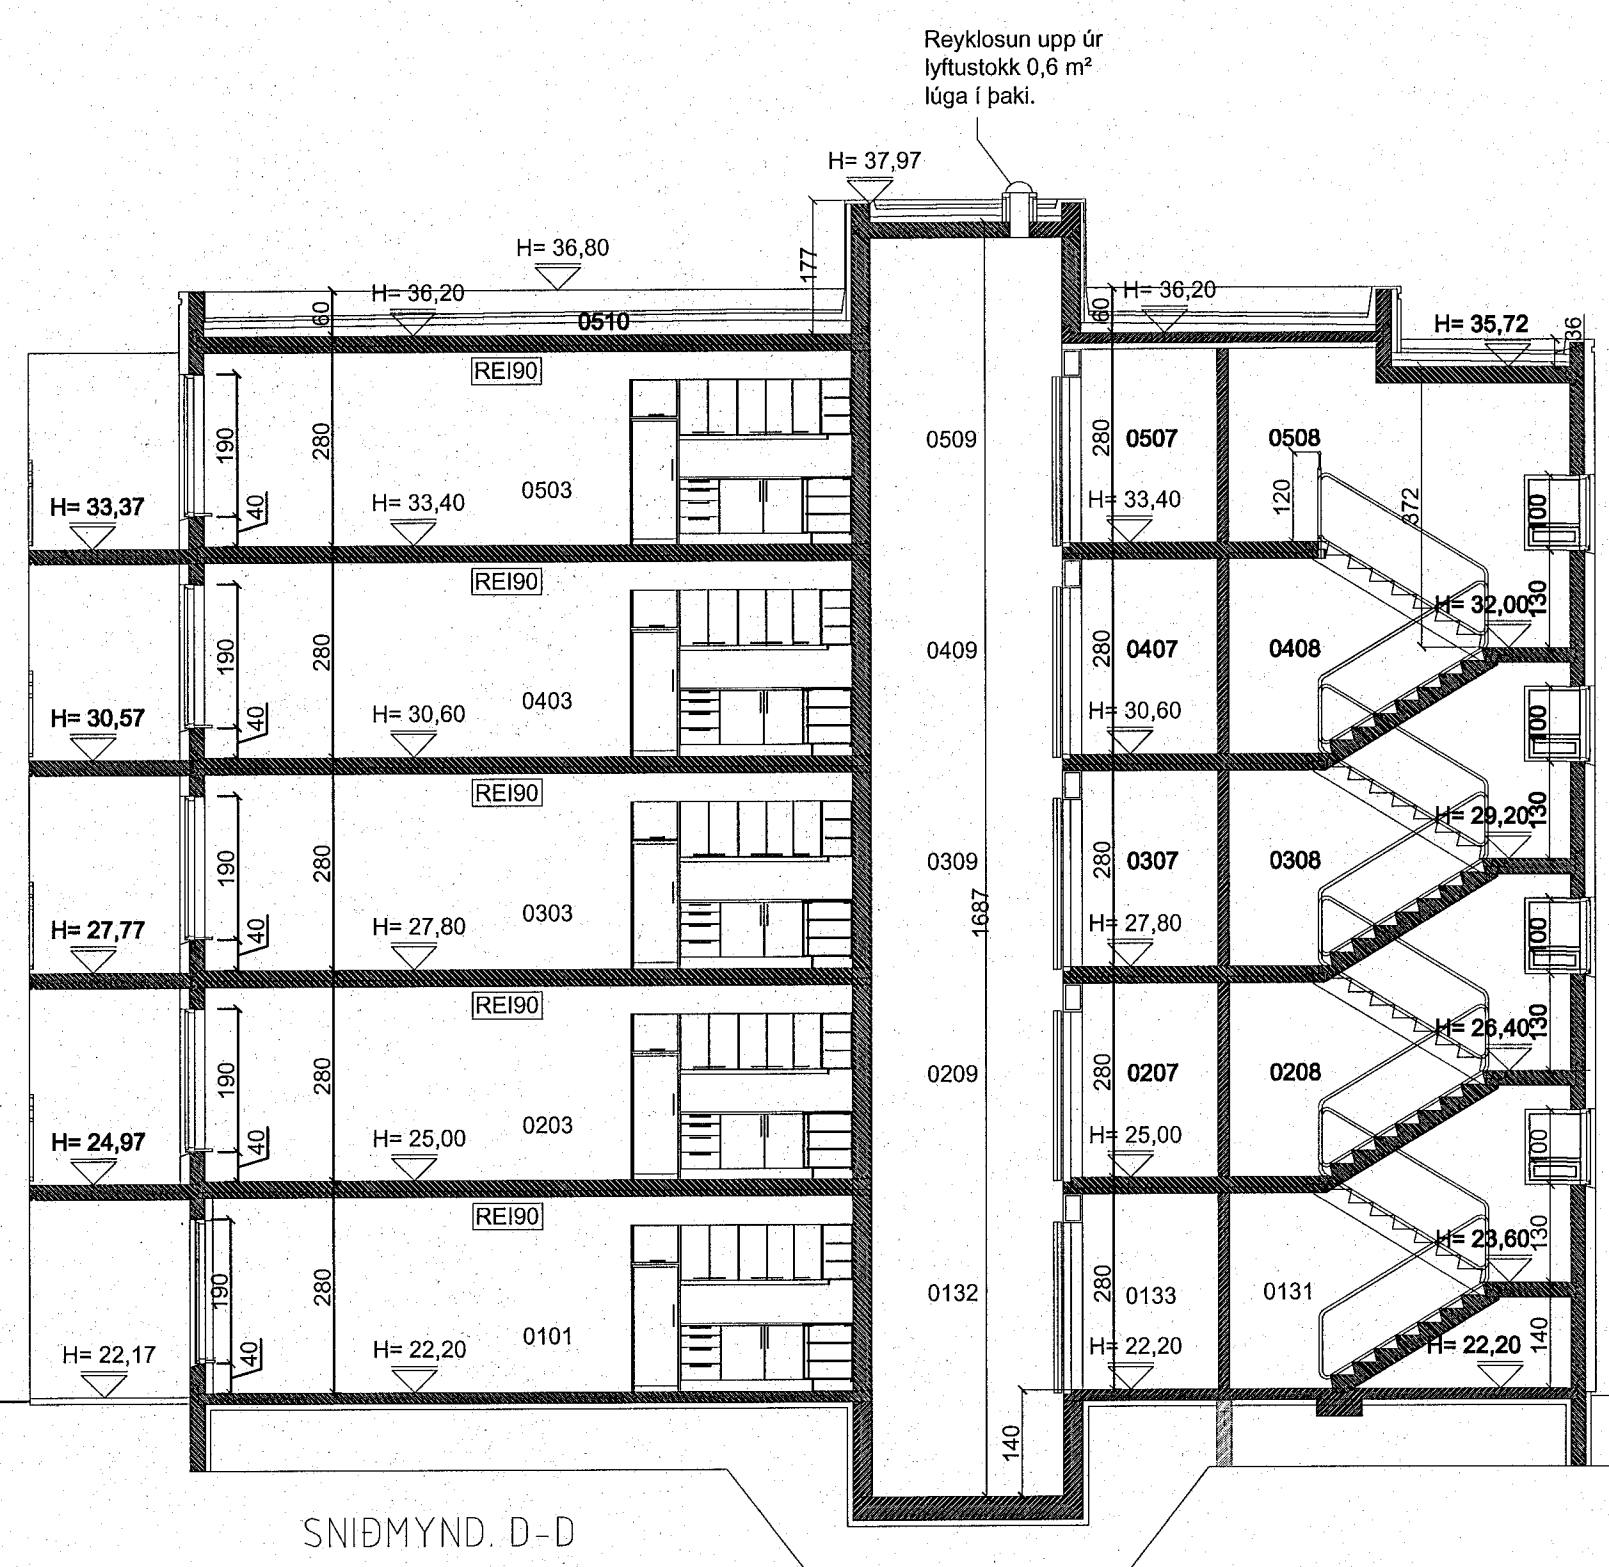 Reyklosun upp úr
lyftustokk 0,6 m²
lúga í þaki.
H= 37,97
177
H= 36,80
H= 36,20
60
0510
60
H= 36,20
H= 35,72
36
REI90
190
40
280
0503
H= 33,40
H= 33,37
0509
280
0507
0508
H= 33,40
120
372
100
130
H= 32,00
REI90
190
40
280
0403
H= 30,60
H= 30,57
0409
280
0407
0408
H= 30,60
100
130
H= 29,20
REI90
190
40
280
0303
H= 27,80
H= 27,77
0309
1687
280
0307
0308
H= 27,80
100
130
H= 26,40
REI90
190
40
280
0203
H= 25,00
H= 24,97
0209
280
0207
0208
H= 25,00
100
130
H= 23,60
REI90
190
40
280
0101
H= 22,20
H= 22,17
0132
280
0133
0131
H= 22,20
H= 22,20
140
140
SNIÐMYND. D-D